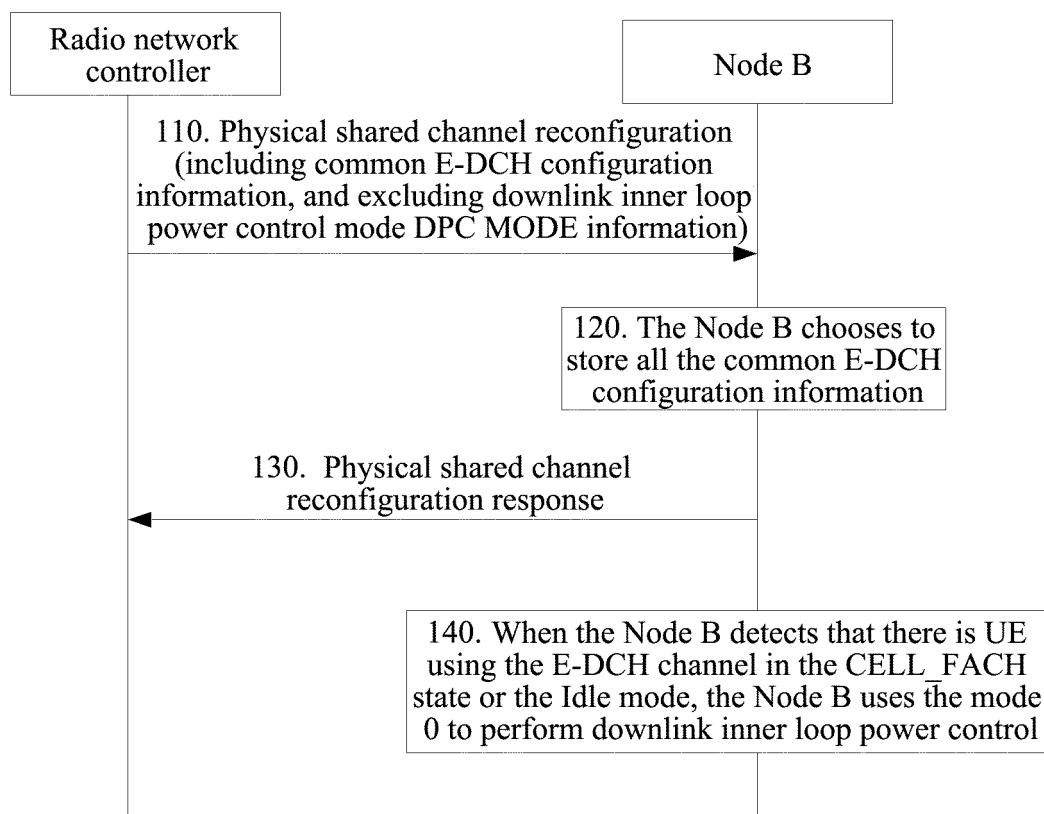 Radio network
controller
Node B
110. Physical shared channel reconfiguration
(including common E-DCH configuration
information, and excluding downlink inner loop
power control mode DPC MODE information)
120. The Node B chooses to
store all the common E-DCH
configuration information
130. Physical shared channel
reconfiguration response
140. When the Node B detects that there is UE
using the E-DCH channel in the CELL_FACH
state or the Idle mode, the Node B uses the mode
0 to perform downlink inner loop power control